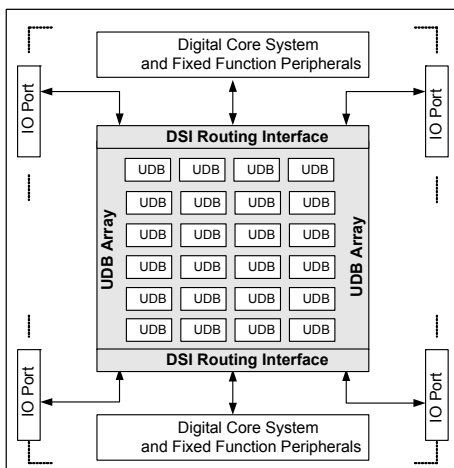 Digital Core System
and Fixed Function Peripherals
IO Port
IO Port
DSI Routing Interface
UDB Array
UDB Array
UDB UDB UDB UDB
UDB UDB UDB UDB
UDB UDB UDB UDB
UDB UDB UDB UDB
UDB UDB UDB UDB
UDB UDB UDB UDB
DSI Routing Interface
IO Port
IO Port
Digital Core System
and Fixed Function Peripherals